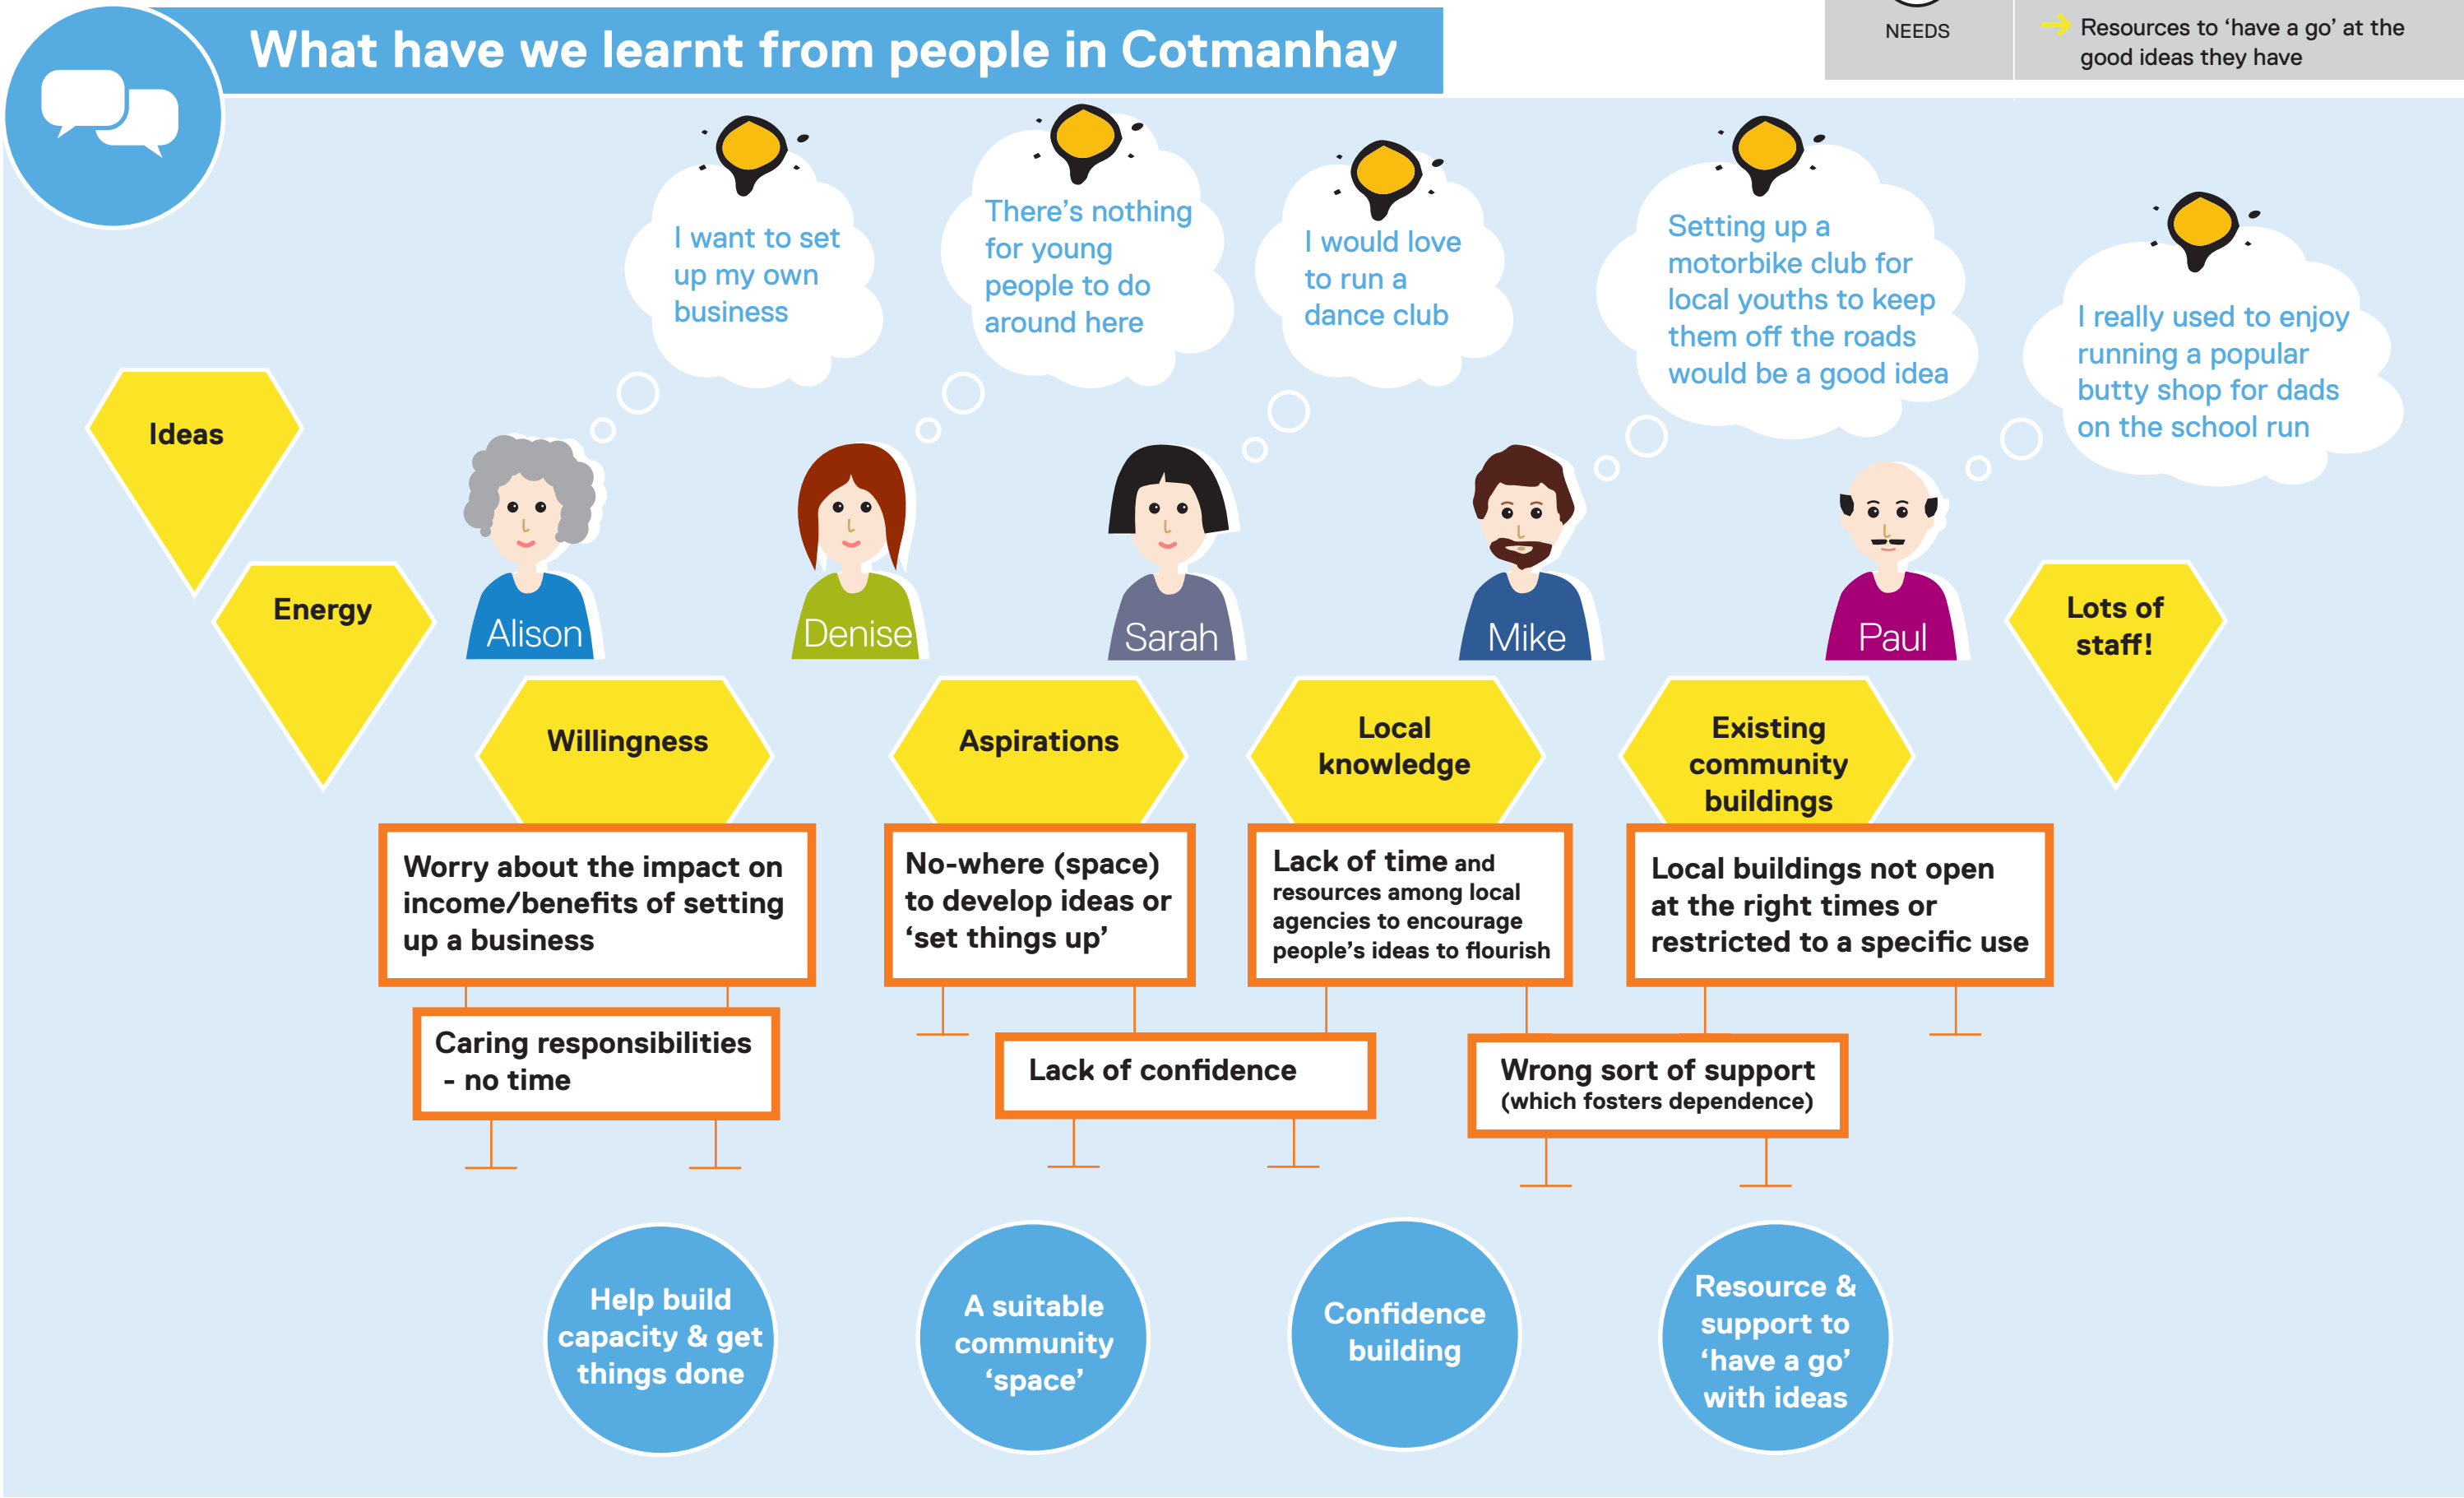 What have we learnt from people in Cotmanhay
NEEDS
Resources to ‘have a go’ at the
good ideas they have
I want to set
up my own
business
There’s nothing
for young
people to do
around here
I would love
to run a
dance club
Setting up a
motorbike club for
local youths to keep
them off the roads
would be a good idea
I really used to enjoy
running a popular
butty shop for dads
on the school run
Ideas
Energy
Alison
Denise
Sarah
Mike
Paul
Lots of
staff!
Willingness
Aspirations
Local
knowledge
Existing
community
buildings
Worry about the impact on
income/benefits of setting
up a business
No-where (space)
to develop ideas or
‘set things up’
Lack of time and
resources among local
agencies to encourage
people’s ideas to flourish
Local buildings not open
at the right times or
restricted to a specific use
Caring responsibilities
- no time
Lack of confidence
Wrong sort of support
(which fosters dependence)
Help build
capacity & get
things done
A suitable
community
‘space’
Confidence
building
Resource &
support to
‘have a go’
with ideas